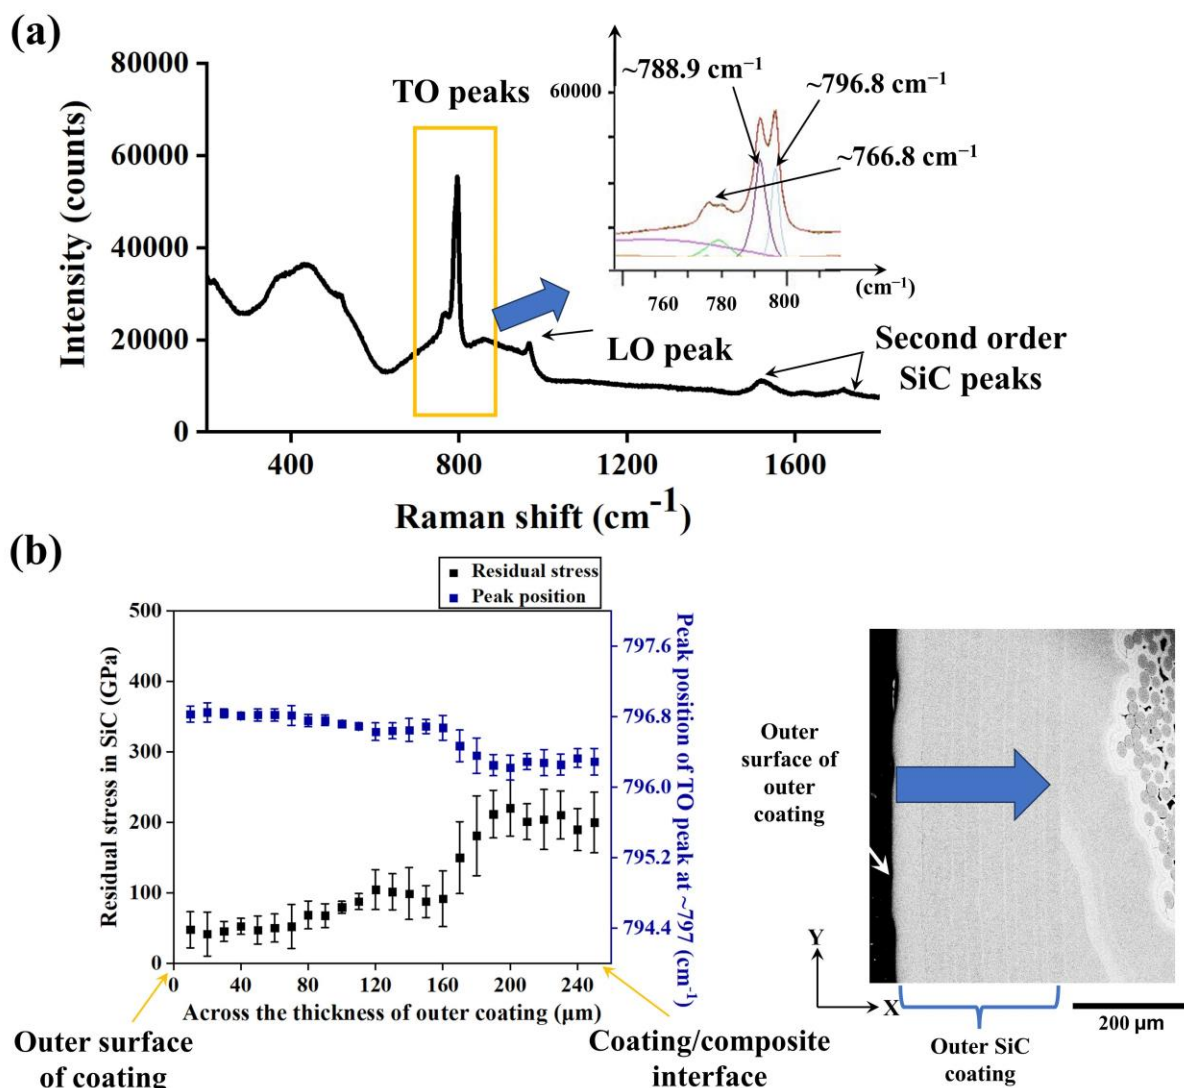 (a)
80000
60000
40000
20000
0
Intensity (counts)
400
800
1200
1600
Raman shift (cm⁻¹)
TO peaks
LO peak
Second order
SiC peaks
~788.9 cm⁻¹
~796.8 cm⁻¹
~766.8 cm⁻¹
60000
760
780
800
(cm⁻¹)
(b)
Residual stress
Peak position
500
400
300
200
100
0
Residual stress in SiC (GPa)
797.6
796.8
796.0
795.2
794.4
Peak position of TO peak at ~797 (cm⁻¹)
0
40
80
120
160
200
240
Across the thickness of outer coating (µm)
Outer surface
of coating
Coating/composite
interface
Outer
surface of
outer
coating
Y
X
200 µm
Outer SiC
coating